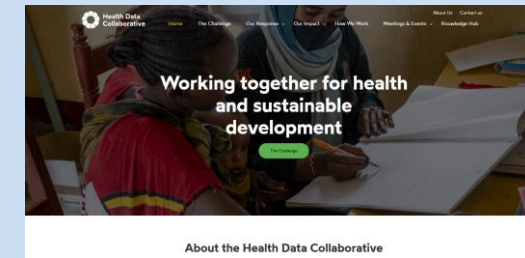 About Us Contact us
Health Data
Collaborative
Home The Challenge Our Response Our Impact How We Work Meetings & Events Knowledge Hub
Working together for health
and sustainable
development
The Challenge
About the Health Data Collaborative